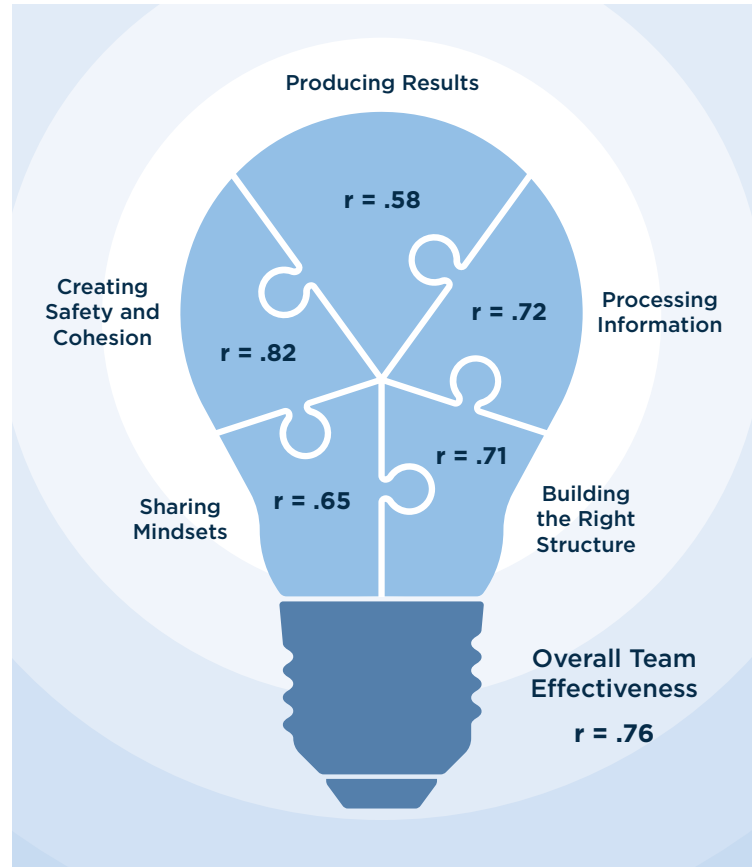 Producing Results
r = .58
Creating
Safety and
Cohesion
r = .82
Processing
Information
r = .72
Sharing
Mindsets
r = .65
Building
the Right
Structure
r = .71
Overall Team
Effectiveness
r = .76